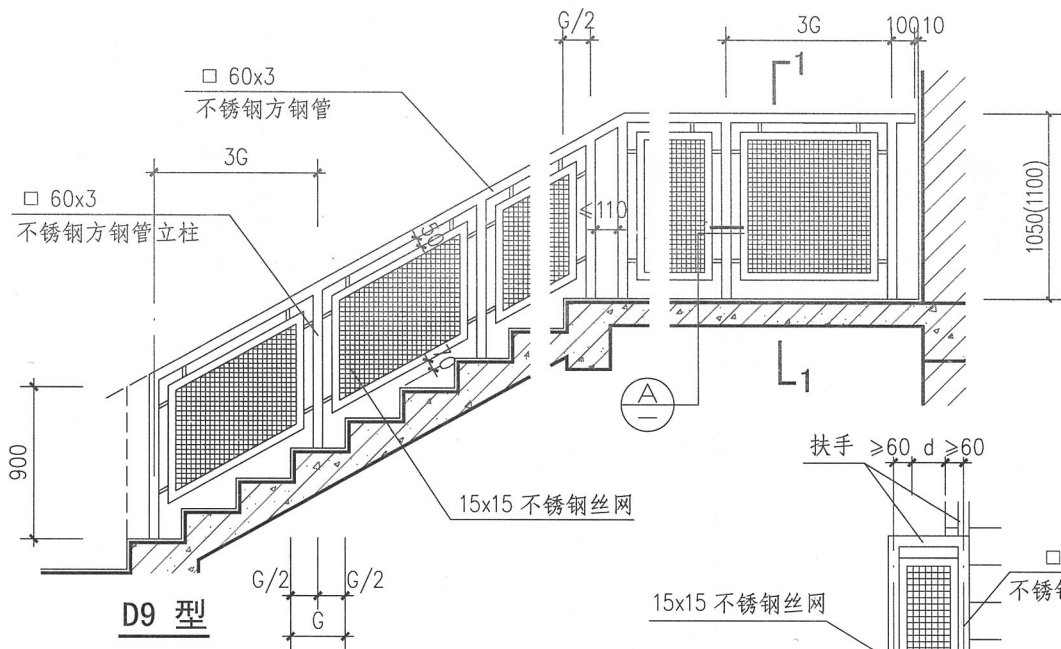 G/2
3G
100
10
1
□ 60x3
不锈钢方钢管
3G
□ 60x3
不锈钢方钢管立柱
50
≤110
1050(1100)
70
1
A
900
扶手
≥60
d
≥60
15x15 不锈钢丝网
G/2
G/2
G
D9 型
15x15 不锈钢丝网
□
不锈